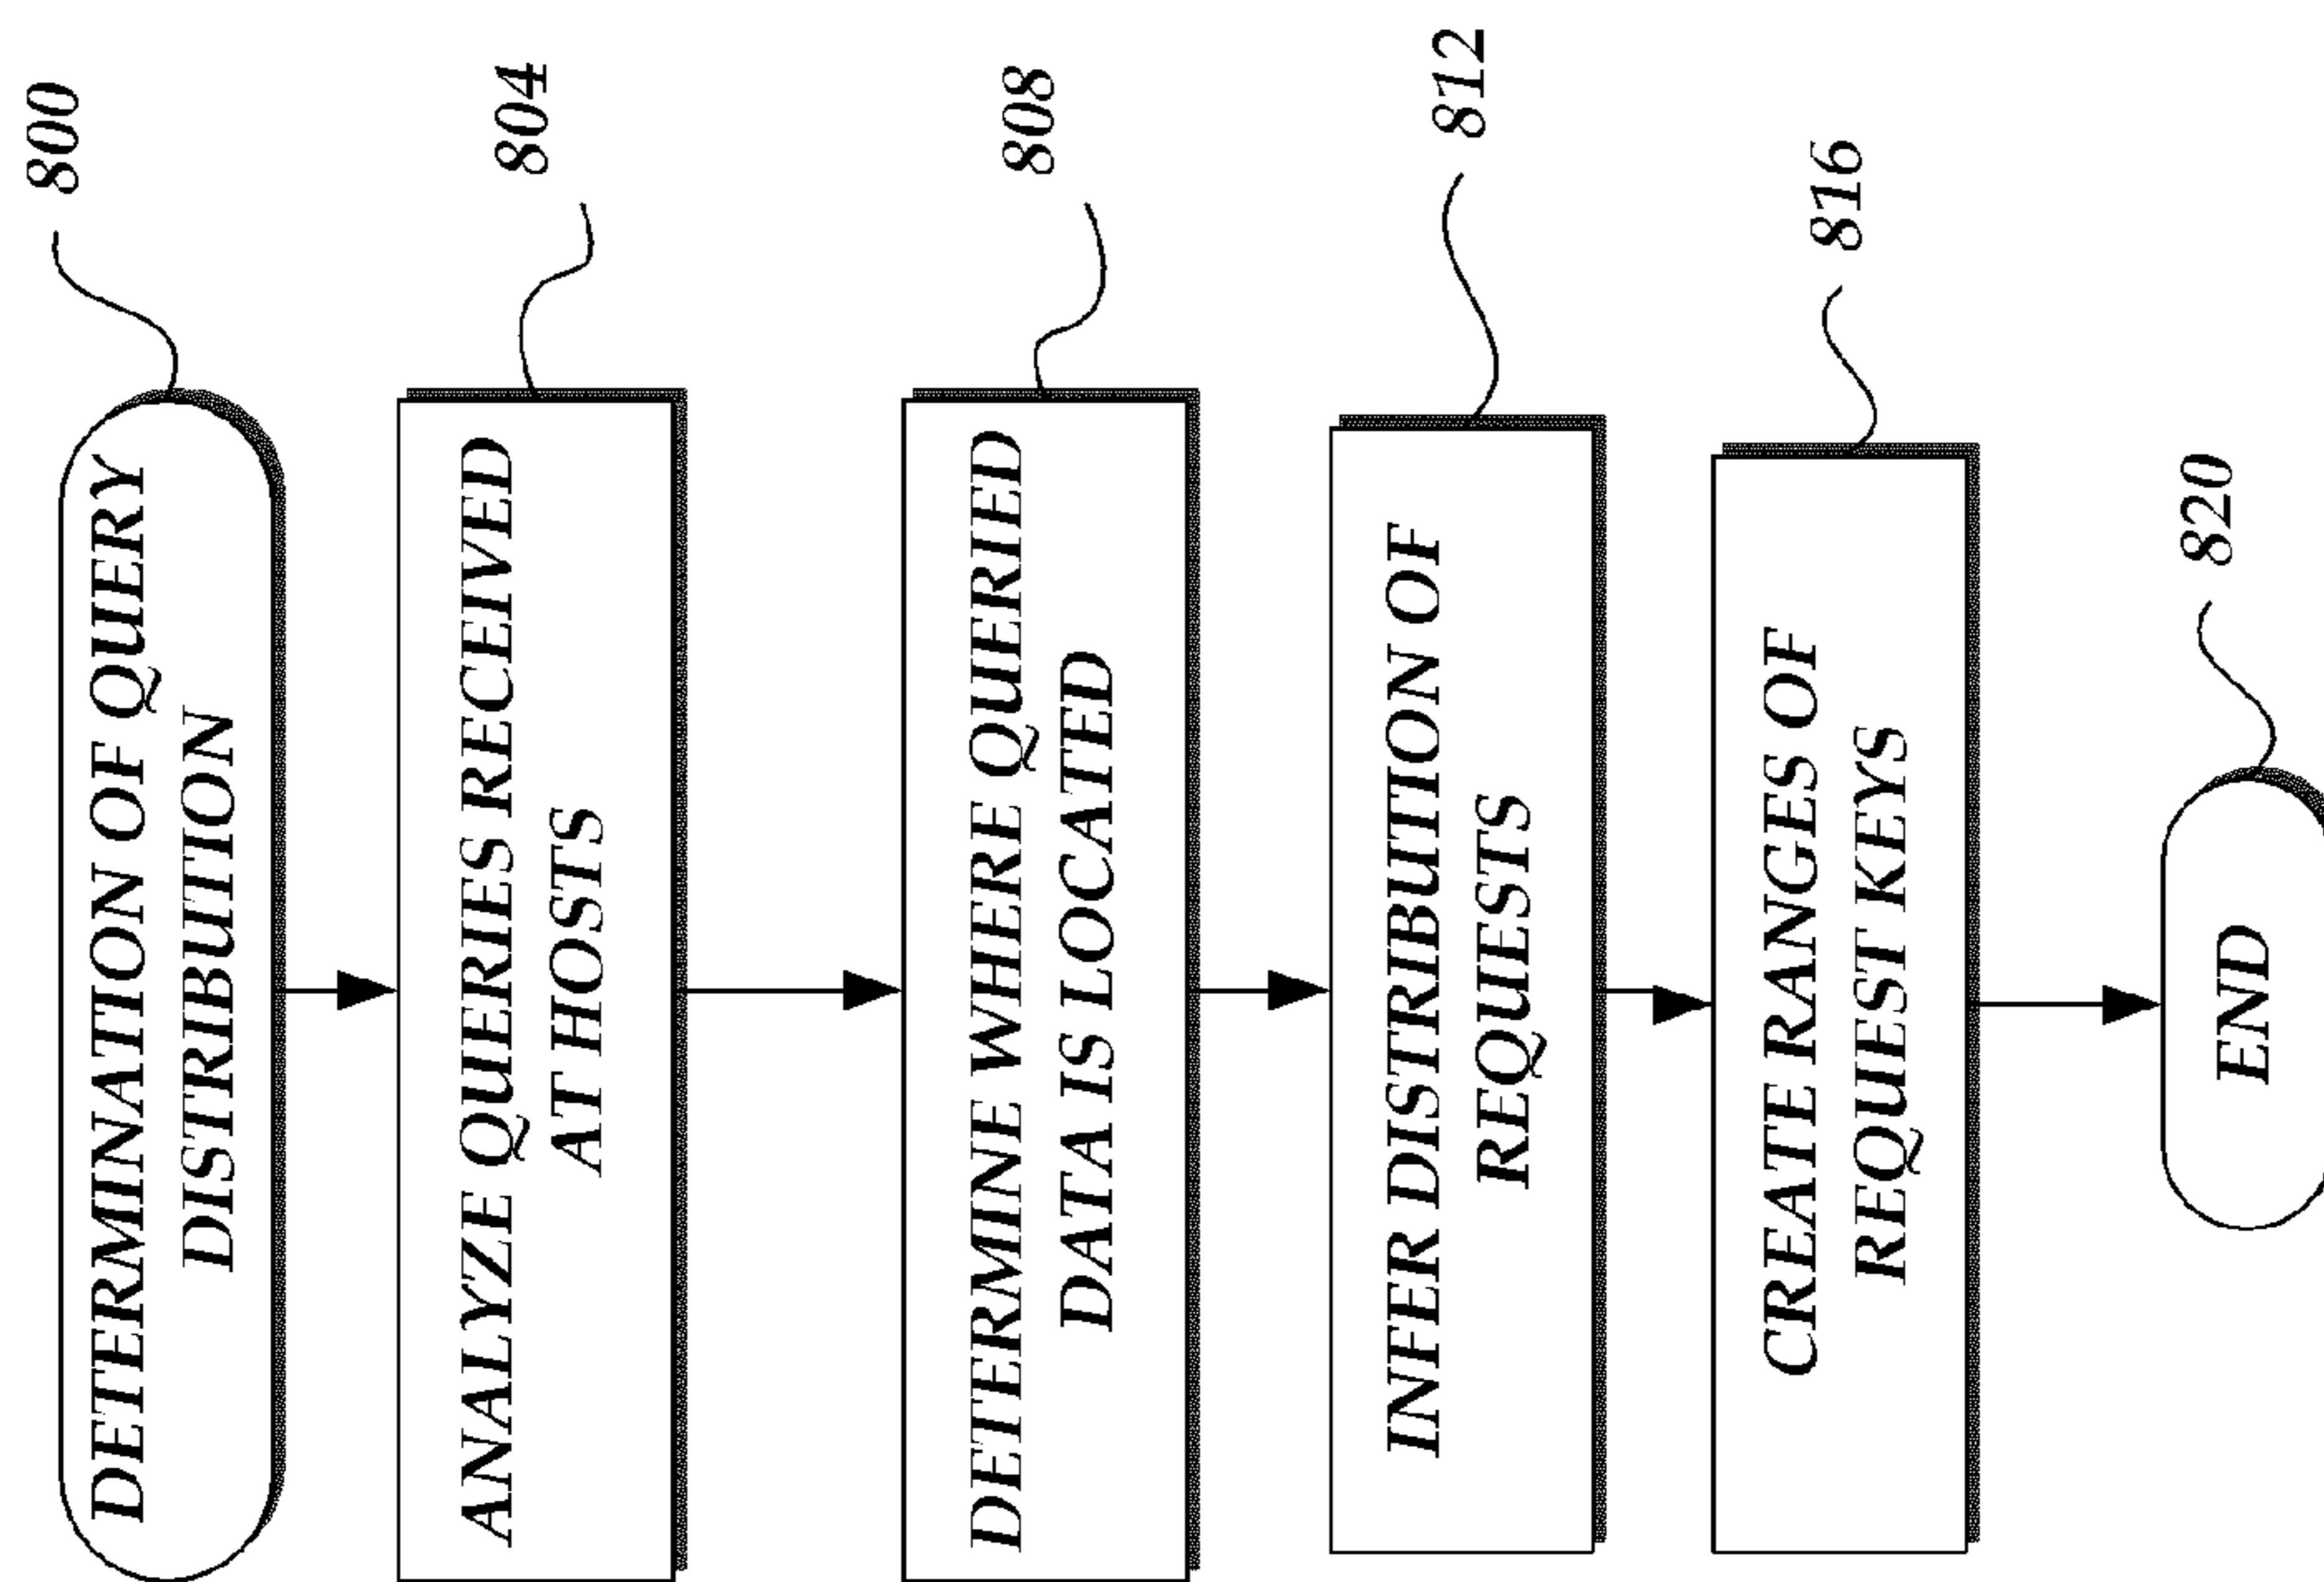 DETERMINATION OF QUERY
DISTRIBUTION
800
ANALYZE QUERIES RECEIVED
AT HOSTS
804
DETERMINE WHERE QUERIED
DATA IS LOCATED
808
INFER DISTRIBUTION OF
REQUESTS
812
CREATE RANGES OF
REQUEST KEYS
816
END
820